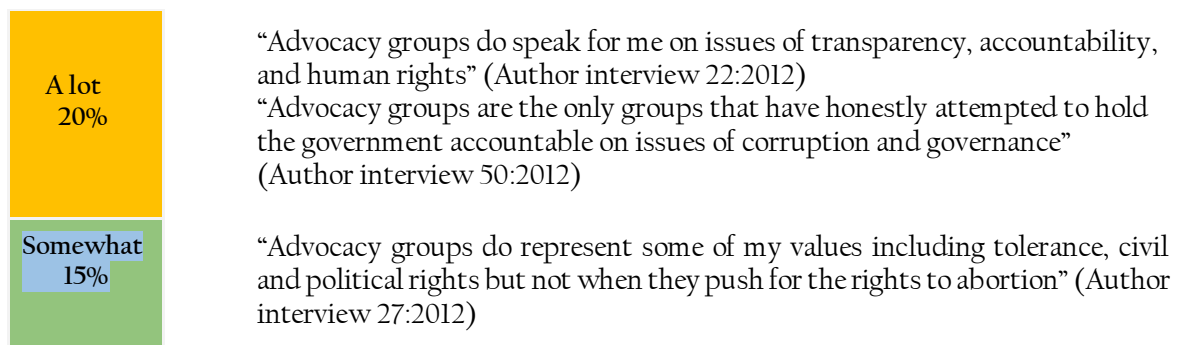 A lot
20%
“Advocacy groups do speak for me on issues of transparency, accountability,
and human rights” (Author interview 22:2012)
“Advocacy groups are the only groups that have honestly attempted to hold
the government accountable on issues of corruption and governance”
(Author interview 50:2012)
Somewhat
15%
“Advocacy groups do represent some of my values including tolerance, civil
and political rights but not when they push for the rights to abortion” (Author
interview 27:2012)